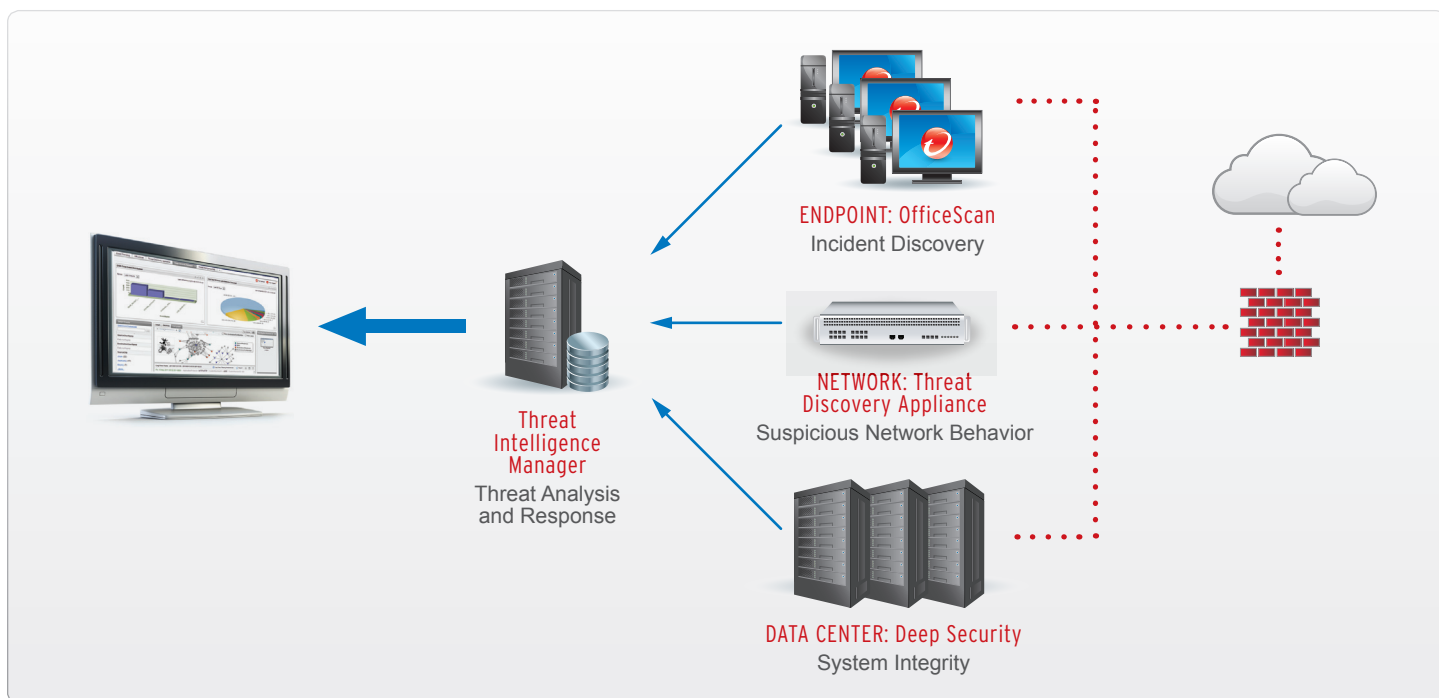 ENDPOINT: OfficeScan
Incident Discovery
NETWORK: Threat
Discovery Appliance
Suspicious Network Behavior
Threat
Intelligence
Manager
Threat Analysis
and Response
DATA CENTER: Deep Security
System Integrity